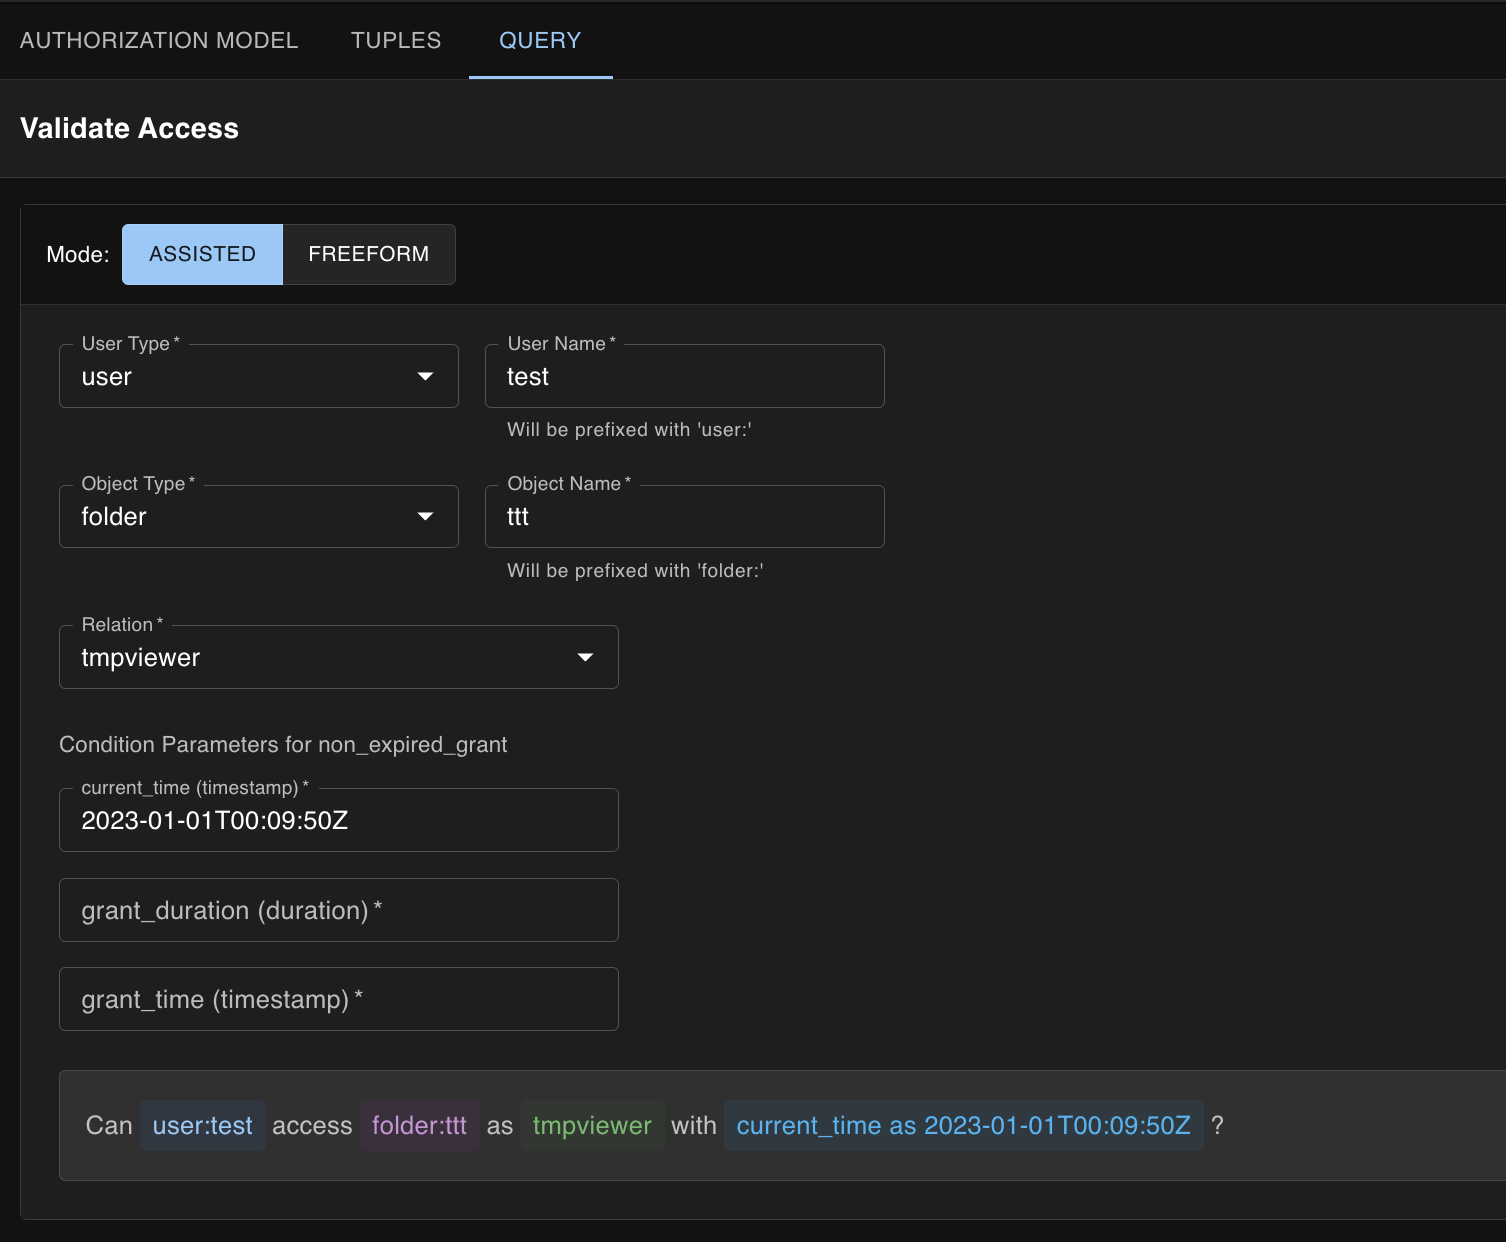 AUTHORIZATION MODEL TUPLES QUERY
Validate Access
Mode: ASSISTED FREEFORM
User Type * User Name *
user test
Will be prefixed with 'user:'
Object Type * Object Name *
folder ttt
Will be prefixed with 'folder:'
Relation *
tmpviewer
Condition Parameters for non_expired_grant
current_time (timestamp) *
2023-01-01T00:09:50Z
grant_duration (duration) *
grant_time (timestamp) *
Can user:test access folder:ttt as tmpviewer with current_time as 2023-01-01T00:09:50Z ?